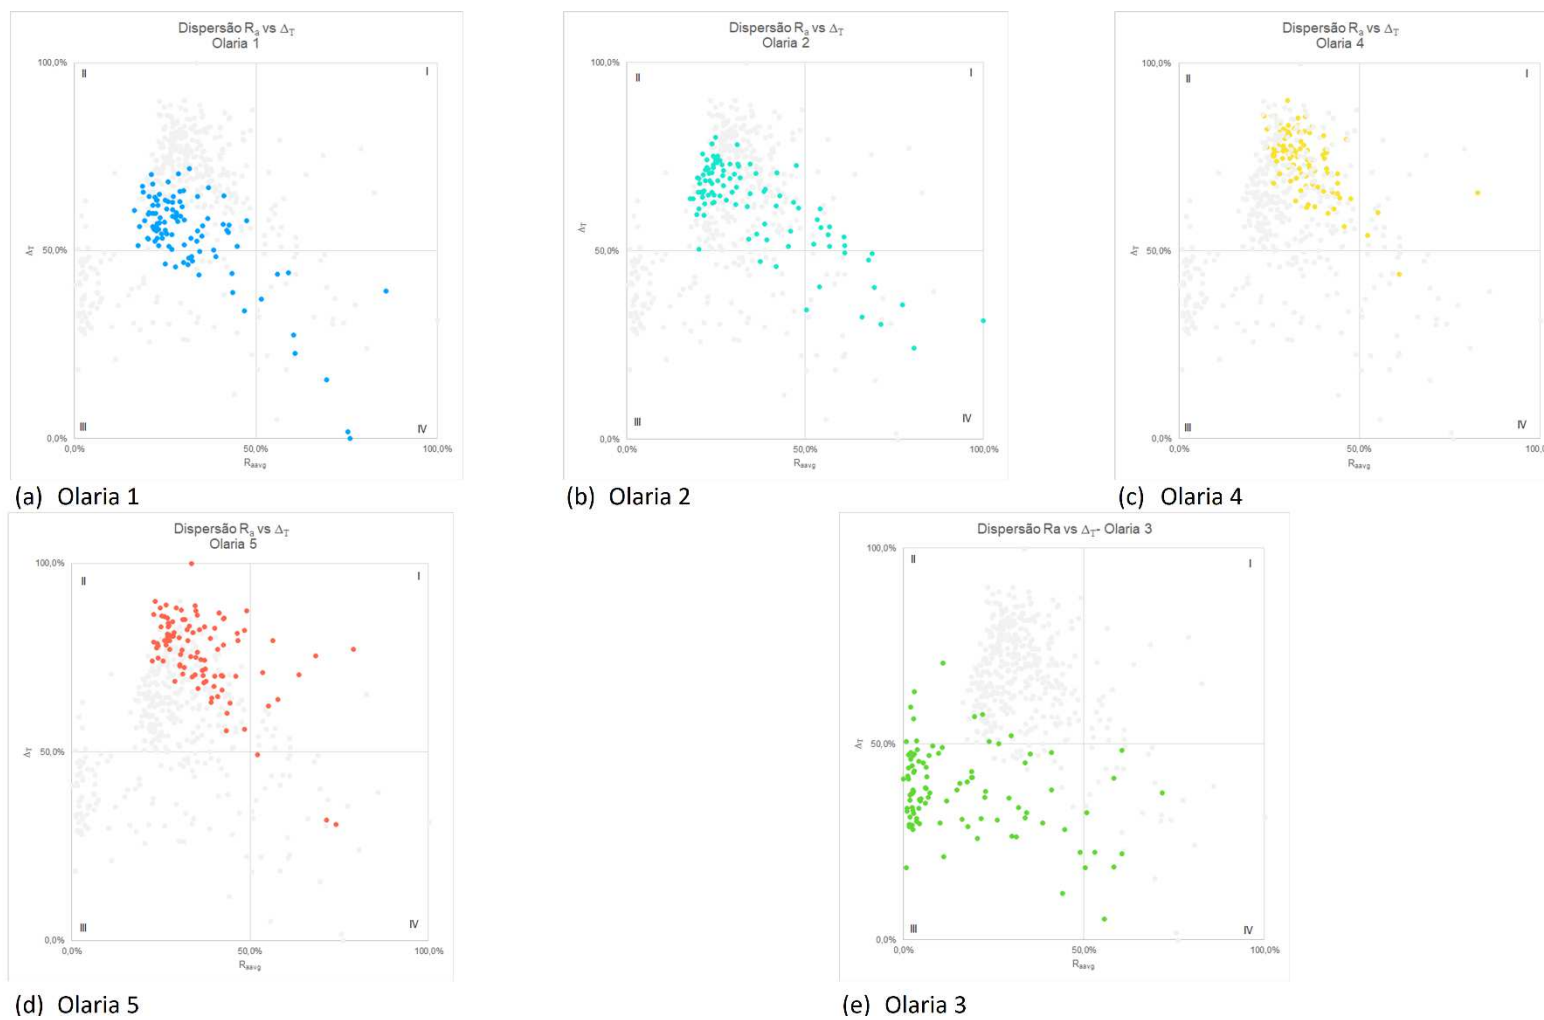 Dispersão Ra vs ΔT
Olaria 1
100,0%
II
I
ΔT
50,0%
III
IV
0,0%
0,0%
50,0%
100,0%
Raavg
(a) Olaria 1
Dispersão Ra vs ΔT
Olaria 2
100,0%
II
I
ΔT
50,0%
III
IV
0,0%
0,0%
50,0%
100,0%
Raavg
(b) Olaria 2
Dispersão Ra vs ΔT
Olaria 4
100,0%
II
I
ΔT
50,0%
III
IV
0,0%
0,0%
50,0%
100,0%
Raavg
(c) Olaria 4
Dispersão Ra vs ΔT
Olaria 5
100,0%
II
I
ΔT
50,0%
III
IV
0,0%
0,0%
50,0%
100,0%
Raavg
(d) Olaria 5
Dispersão Ra vs ΔT- Olaria 3
100,0%
II
I
ΔT
50,0%
III
IV
0,0%
0,0%
50,0%
100,0%
Raavg
(e) Olaria 3